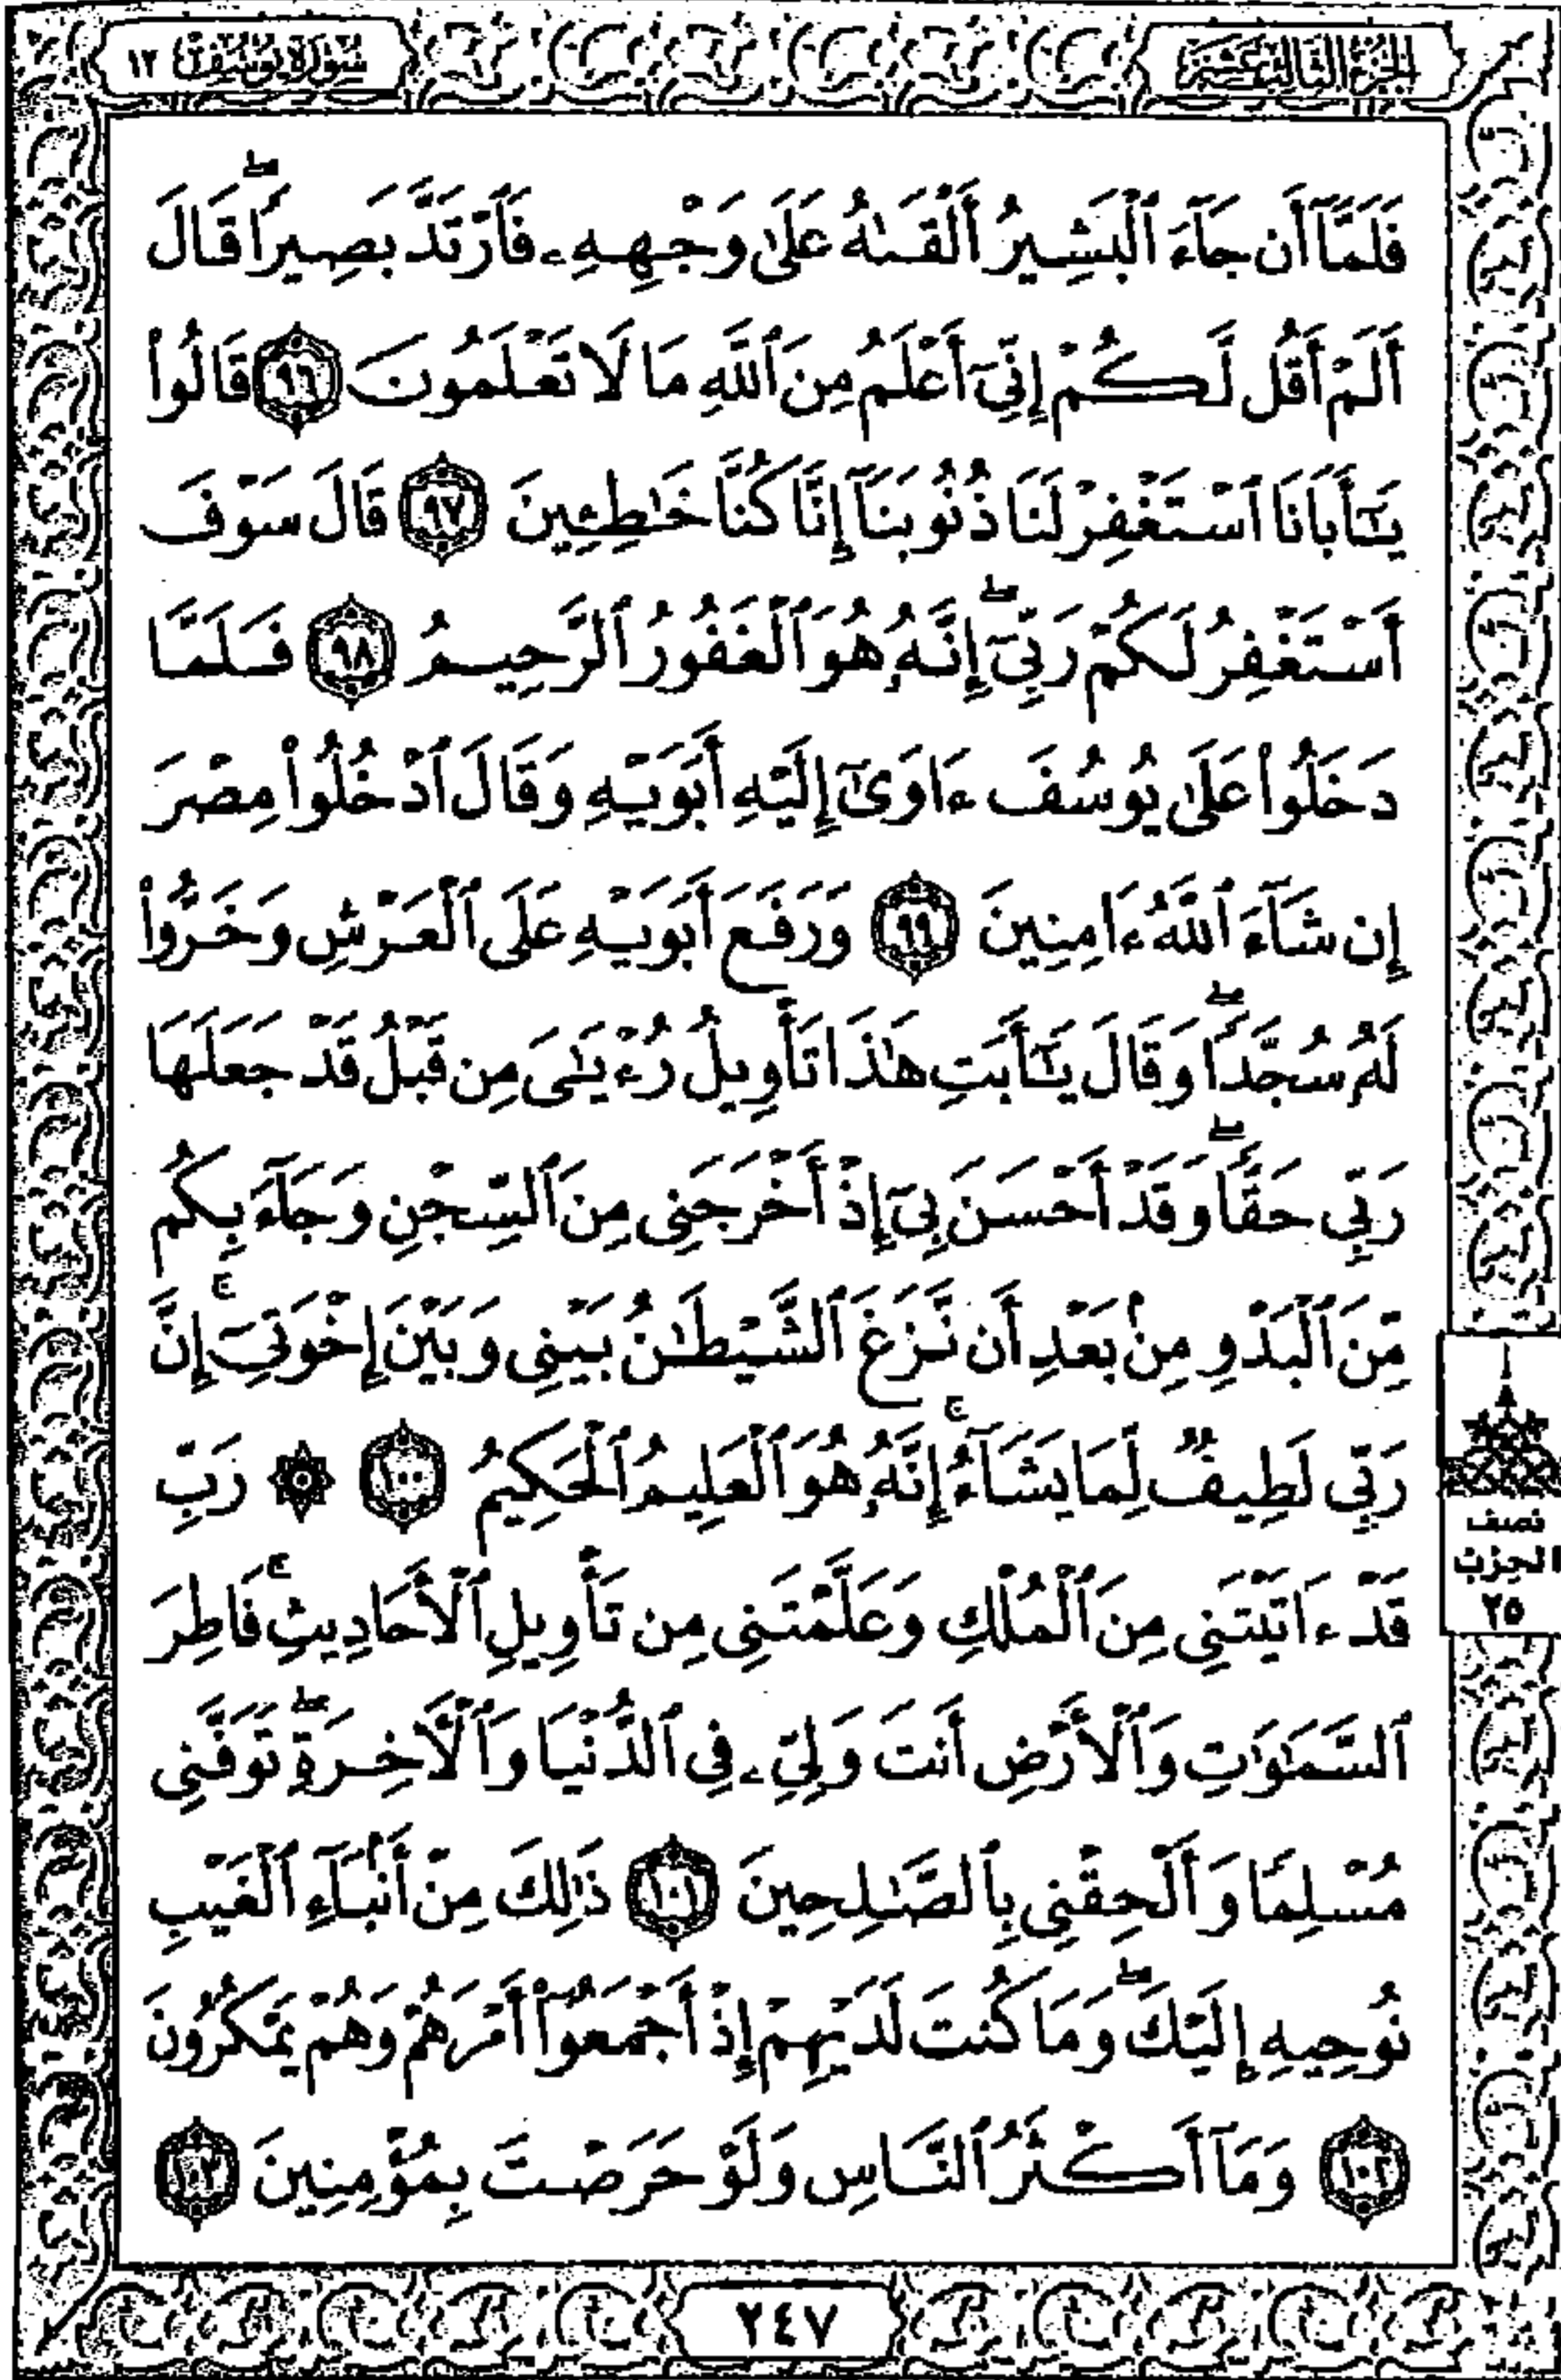 الجزء الثالث عشر
سورة يوسف ١٢
فَلَمَّآ أَن جَآءَ ٱلْبَشِيرُ أَلْقَىٰهُ عَلَىٰ وَجْهِهِۦ فَٱرْتَدَّ بَصِيرًا ۖ قَالَ
أَلَمْ أَقُل لَّكُمْ إِنِّىٓ أَعْلَمُ مِنَ ٱللَّهِ مَا لَا تَعْلَمُونَ ٩٦ قَالُوا۟
يَـٰٓأَبَانَا ٱسْتَغْفِرْ لَنَا ذُنُوبَنَآ إِنَّا كُنَّا خَـٰطِـِٔينَ ٩٧ قَالَ سَوْفَ
أَسْتَغْفِرُ لَكُمْ رَبِّىٓ ۖ إِنَّهُۥ هُوَ ٱلْغَفُورُ ٱلرَّحِيمُ ٩٨ فَلَمَّا
دَخَلُوا۟ عَلَىٰ يُوسُفَ ءَاوَىٰٓ إِلَيْهِ أَبَوَيْهِ وَقَالَ ٱدْخُلُوا۟ مِصْرَ
إِن شَآءَ ٱللَّهُ ءَامِنِينَ ٩٩ وَرَفَعَ أَبَوَيْهِ عَلَى ٱلْعَرْشِ وَخَرُّوا۟
لَهُۥ سُجَّدًا ۖ وَقَالَ يَـٰٓأَبَتِ هَـٰذَا تَأْوِيلُ رُءْيَـٰىَ مِن قَبْلُ قَدْ جَعَلَهَا
رَبِّى حَقًّا ۖ وَقَدْ أَحْسَنَ بِىٓ إِذْ أَخْرَجَنِى مِنَ ٱلسِّجْنِ وَجَآءَ بِكُم
مِّنَ ٱلْبَدْوِ مِنۢ بَعْدِ أَن نَّزَغَ ٱلشَّيْطَـٰنُ بَيْنِى وَبَيْنَ إِخْوَتِىٓ ۚ إِنَّ
رَبِّى لَطِيفٌ لِّمَا يَشَآءُ ۚ إِنَّهُۥ هُوَ ٱلْعَلِيمُ ٱلْحَكِيمُ ١٠٠ ۞ رَبِّ
قَدْ ءَاتَيْتَنِى مِنَ ٱلْمُلْكِ وَعَلَّمْتَنِى مِن تَأْوِيلِ ٱلْأَحَادِيثِ ۚ فَاطِرَ
ٱلسَّمَـٰوَٰتِ وَٱلْأَرْضِ أَنتَ وَلِىِّۦ فِى ٱلدُّنْيَا وَٱلْـَٔاخِرَةِ ۖ تَوَفَّنِى
مُسْلِمًا وَأَلْحِقْنِى بِٱلصَّـٰلِحِينَ ١٠١ ذَٰلِكَ مِنْ أَنۢبَآءِ ٱلْغَيْبِ
نُوحِيهِ إِلَيْكَ ۖ وَمَا كُنتَ لَدَيْهِمْ إِذْ أَجْمَعُوٓا۟ أَمْرَهُمْ وَهُمْ يَمْكُرُونَ
١٠٢ وَمَآ أَكْثَرُ ٱلنَّاسِ وَلَوْ حَرَصْتَ بِمُؤْمِنِينَ ١٠٣
نصف
الحزب
٢٥
٢٤٧